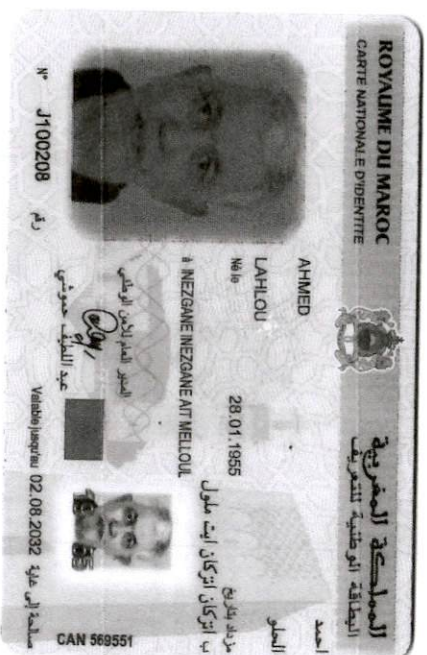 ROYAUME DU MAROC
CARTE NATIONALE D'IDENTITE
المملكة المغربية
البطاقة الوطنية للتعريف
AHMED
احمد
LAHLOU
الحلو
Né le 28.01.1955 مزداد بتاريخ
à INEZGANE INEZGANE AIT MELLOUL
ب انزكان انزكان ايت ملول
المدير العام للأمن الوطني
عبد اللطيف حموشي
N° J100208 رقم
Valable jusqu'au 02.08.2032 صالحة إلى غاية
CAN 569551